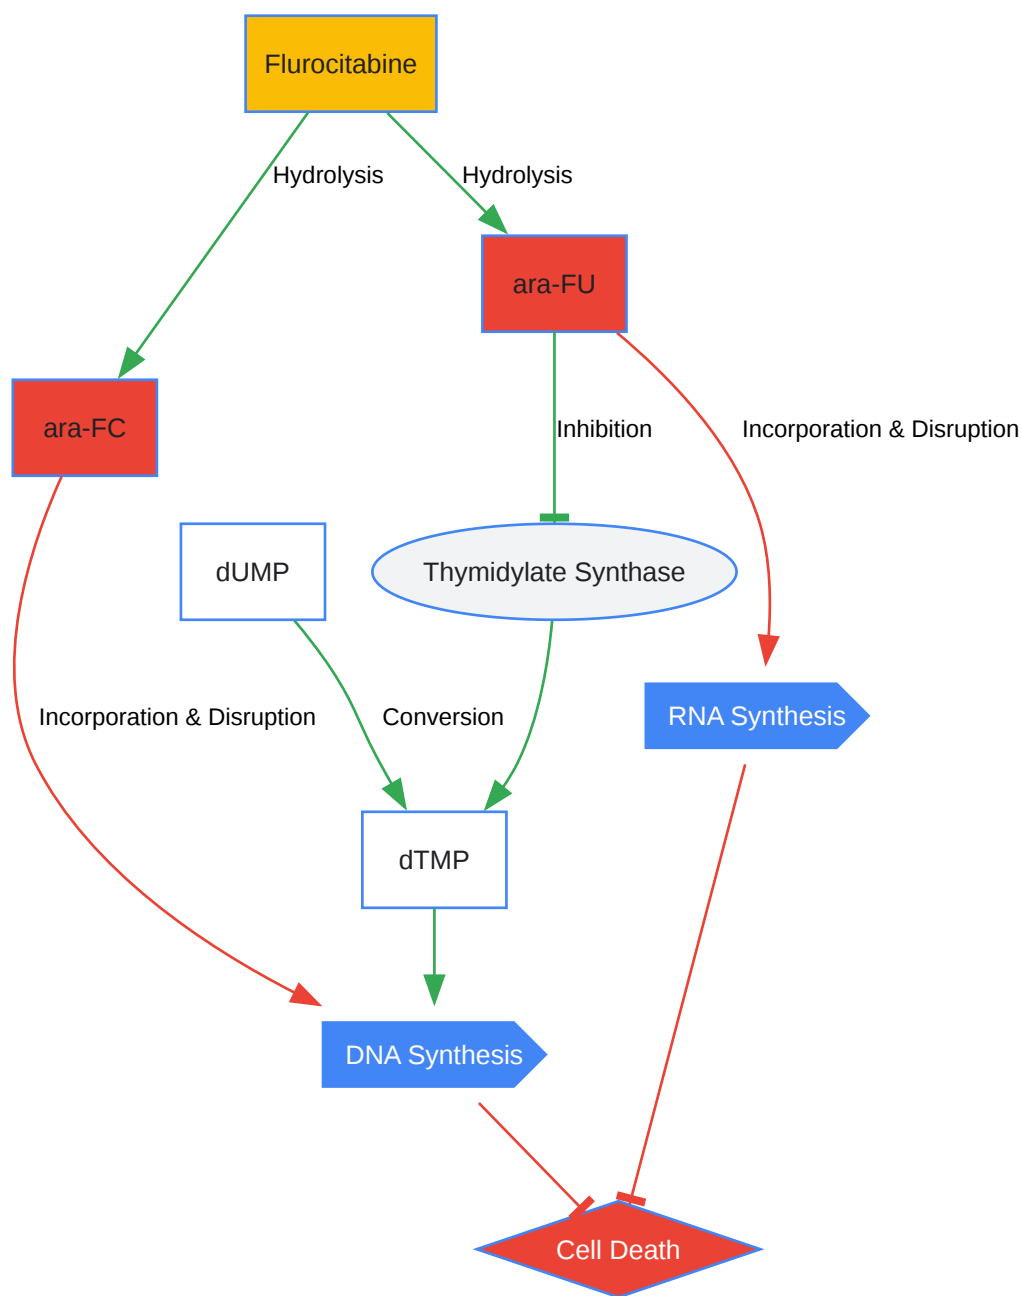 Flurocitabine
Hydrolysis
Hydrolysis
ara-FU
ara-FC
Inhibition
Incorporation & Disruption
dUMP
Thymidylate Synthase
Incorporation & Disruption
Conversion
RNA Synthesis
dTMP
DNA Synthesis
Cell Death